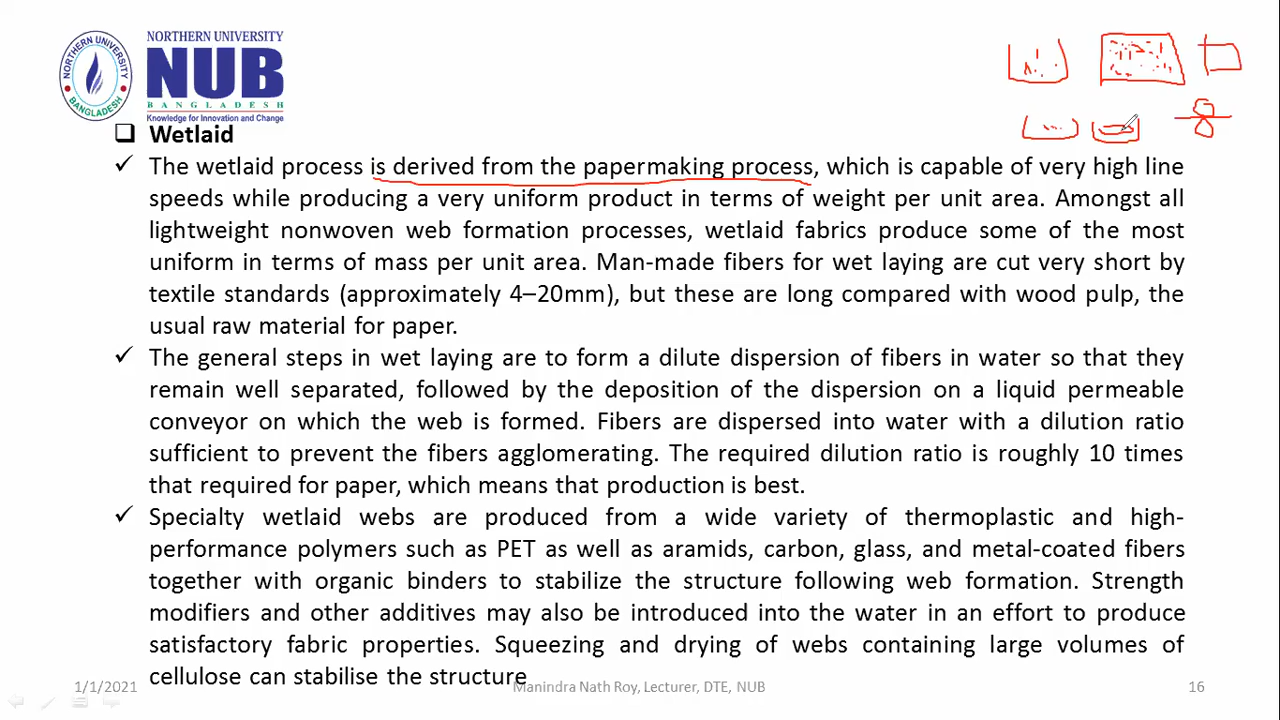 NORTHERN UNIVERSITY
BANGLADESH
NORTHERN UNIVERSITY
NUB
BANGLADESH
Knowledge for Innovation and Change
Wetlaid
The wetlaid process is derived from the papermaking process, which is capable of very high line
speeds while producing a very uniform product in terms of weight per unit area. Amongst all
lightweight nonwoven web formation processes, wetlaid fabrics produce some of the most
uniform in terms of mass per unit area. Man-made fibers for wet laying are cut very short by
textile standards (approximately 4–20mm), but these are long compared with wood pulp, the
usual raw material for paper.
The general steps in wet laying are to form a dilute dispersion of fibers in water so that they
remain well separated, followed by the deposition of the dispersion on a liquid permeable
conveyor on which the web is formed. Fibers are dispersed into water with a dilution ratio
sufficient to prevent the fibers agglomerating. The required dilution ratio is roughly 10 times
that required for paper, which means that production is best.
Specialty wetlaid webs are produced from a wide variety of thermoplastic and high-
performance polymers such as PET as well as aramids, carbon, glass, and metal-coated fibers
together with organic binders to stabilize the structure following web formation. Strength
modifiers and other additives may also be introduced into the water in an effort to produce
satisfactory fabric properties. Squeezing and drying of webs containing large volumes of
cellulose can stabilise the structure
1/1/2021
Manindra Nath Roy, Lecturer, DTE, NUB
16